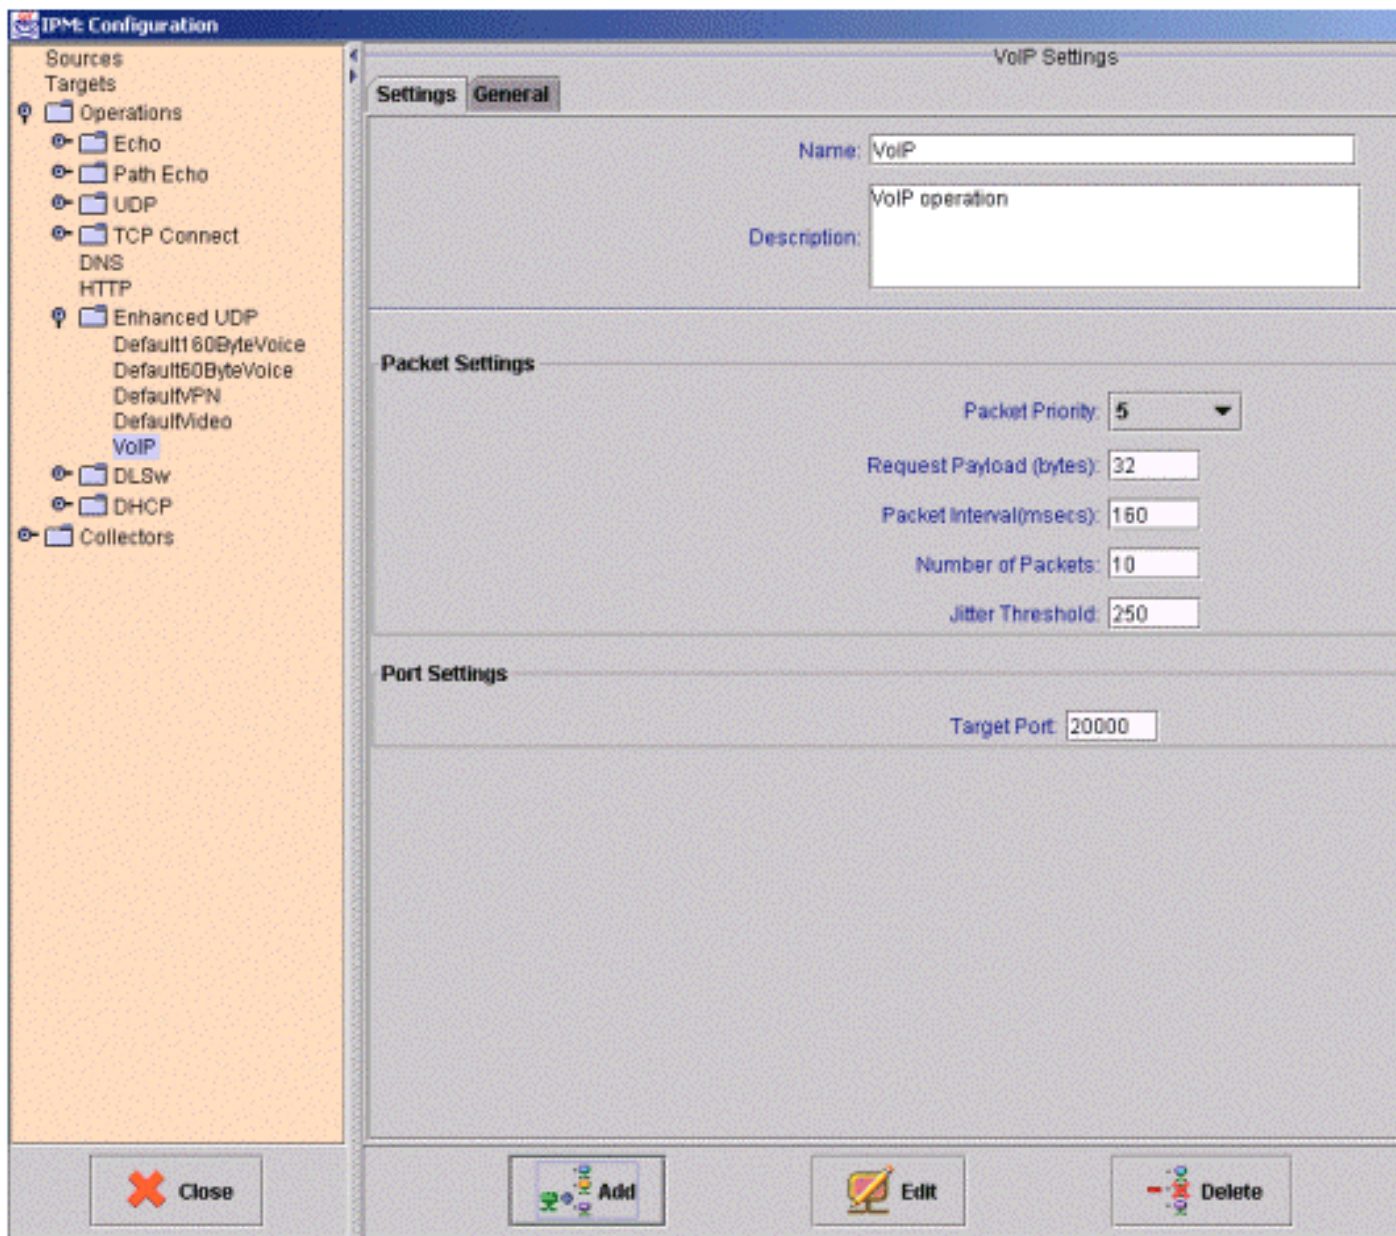 IPM: Configuration
Sources
Targets
Operations
Echo
Path Echo
UDP
TCP Connect
DNS
HTTP
Enhanced UDP
Default160ByteVoice
Default60ByteVoice
DefaultVPN
DefaultVideo
VoIP
DLSw
DHCP
Collectors
Close
VoIP Settings
Settings General
Name: VoIP
Description: VoIP operation
Packet Settings
Packet Priority: 5
Request Payload (bytes): 32
Packet Interval(msecs): 160
Number of Packets: 10
Jitter Threshold: 250
Port Settings
Target Port: 20000
Add Edit Delete